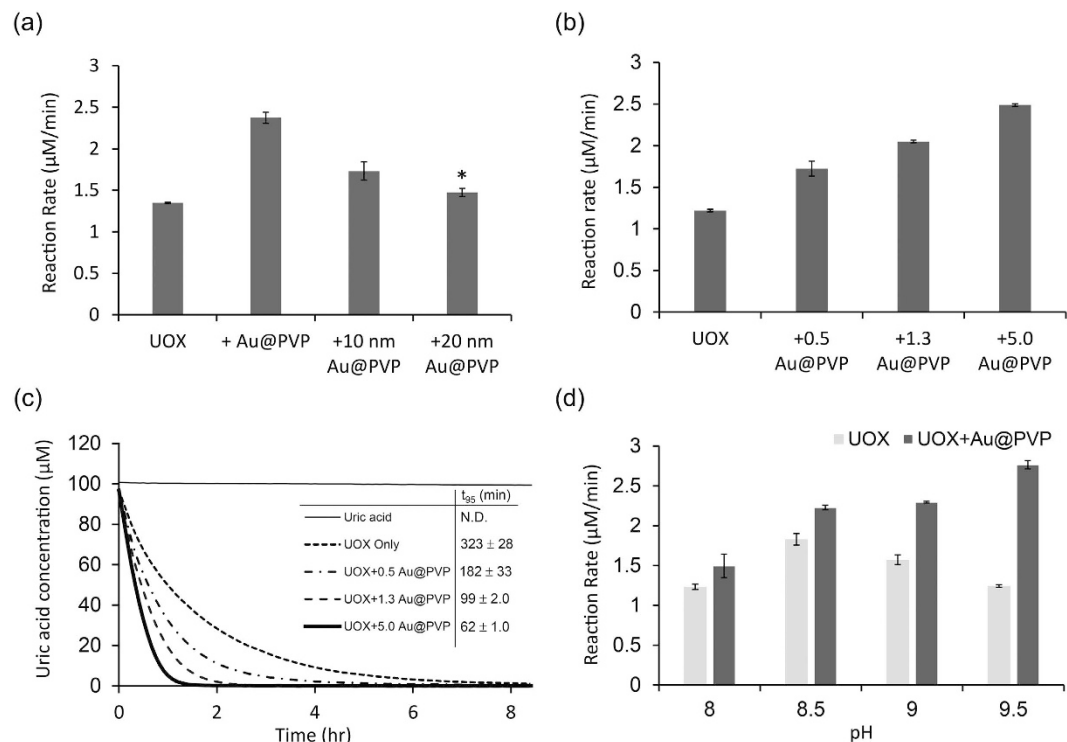 (a)
Reaction Rate (µM/min)
3
2.5
2
1.5
1
0.5
0
*
UOX
+ Au@PVP
+10 nm
Au@PVP
+20 nm
Au@PVP
(b)
Reaction rate (µM/min)
3
2.5
2
1.5
1
0.5
0
UOX
+0.5
Au@PVP
+1.3
Au@PVP
+5.0
Au@PVP
(c)
Uric acid concentration (µM)
120
100
80
60
40
20
0
t95 (min)
Uric acid N.D.
UOX Only 323 ± 28
UOX+0.5 Au@PVP 182 ± 33
UOX+1.3 Au@PVP 99 ± 2.0
UOX+5.0 Au@PVP 62 ± 1.0
0 2 4 6 8
Time (hr)
(d)
UOX UOX+Au@PVP
Reaction Rate (µM/min)
3
2.5
2
1.5
1
0.5
0
8 8.5 9 9.5
pH